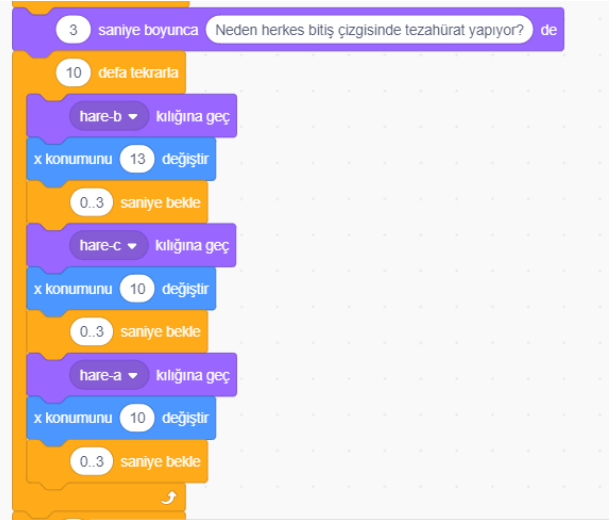 3 saniye boyunca Neden herkes bitiş çizgisinde tezahürat yapıyor? de
10 defa tekrarla
hare-b kılığına geç
x konumunu 13 değiştir
0..3 saniye bekle
hare-c kılığına geç
x konumunu 10 değiştir
0..3 saniye bekle
hare-a kılığına geç
x konumunu 10 değiştir
0..3 saniye bekle